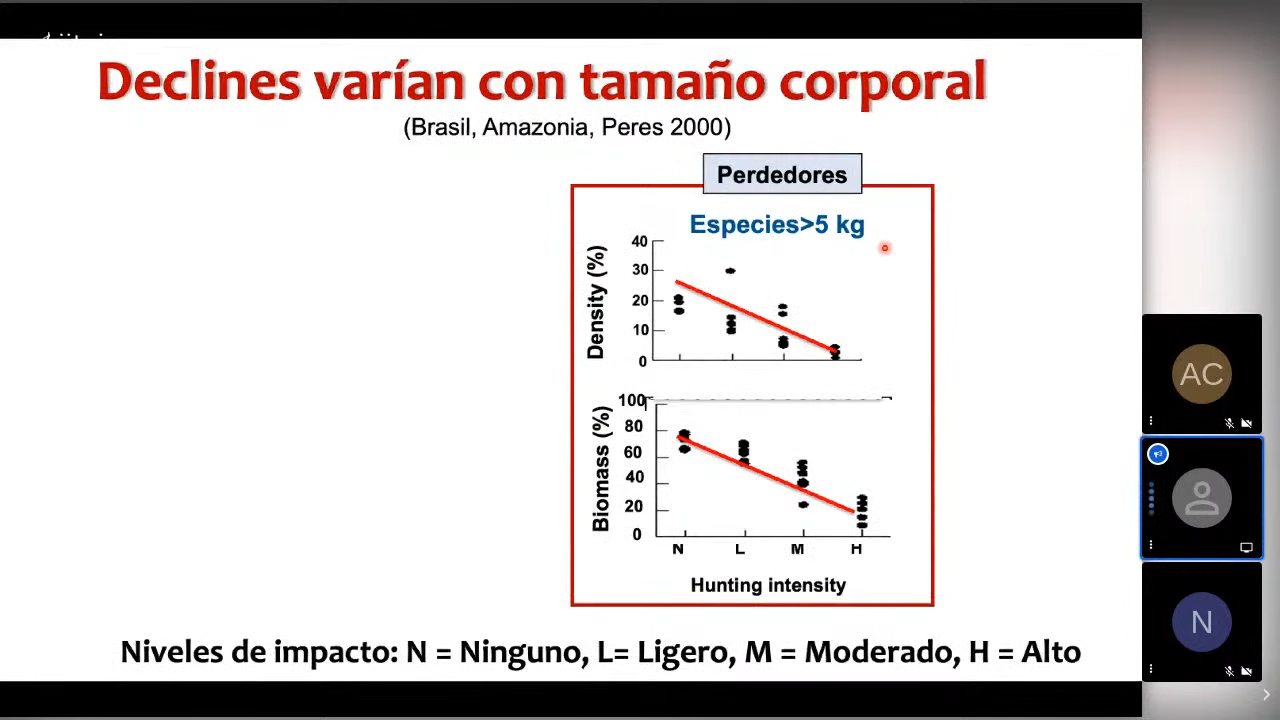 Declines varían con tamaño corporal
(Brasil, Amazonia, Peres 2000)
Perdedores
Especies>5 kg
Density (%)
40
30
20
10
0
Biomass (%)
100
80
60
40
20
0
N L M H
Hunting intensity
Niveles de impacto: N = Ninguno, L= Ligero, M = Moderado, H = Alto
AC
N